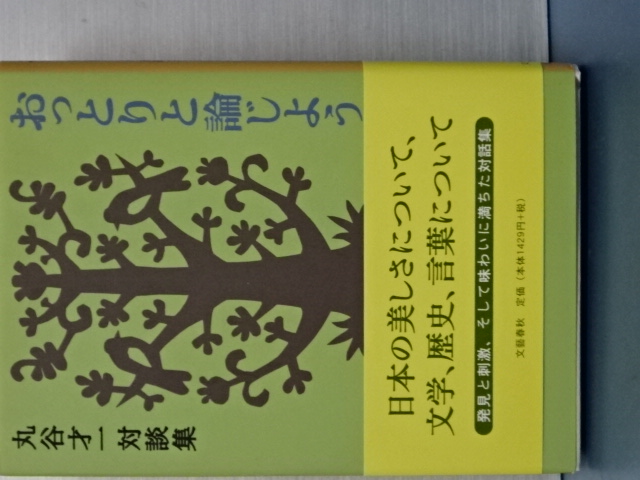 おっとりと論じよう
丸谷才一
対談集
日本の美しさについて、
文学、歴史、言葉について
発見と刺激、そして味わいに満ちた対話集
文藝春秋 定価（本体1429円+税）